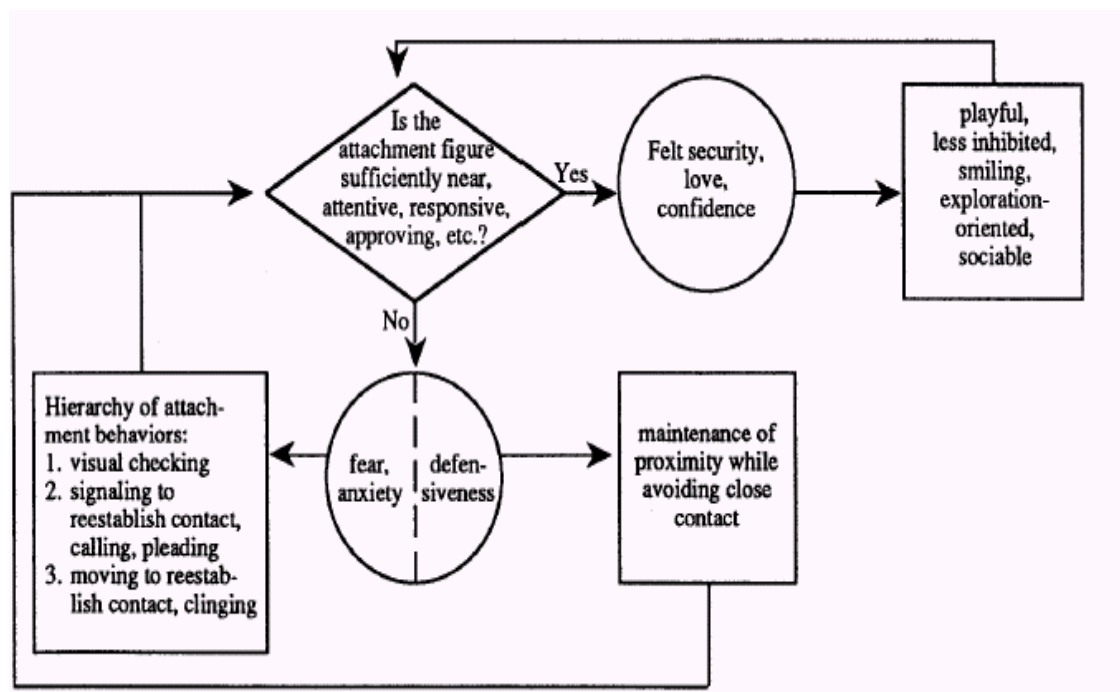 Is the
attachment figure
sufficiently near,
attentive, responsive,
approving, etc.?
Yes
Felt security,
love,
confidence
playful,
less inhibited,
smiling,
exploration-
oriented,
sociable
No
Hierarchy of attach-
ment behaviors:
1. visual checking
2. signaling to
reestablish contact,
calling, pleading
3. moving to reestab-
lish contact, clinging
fear,
anxiety
defen-
siveness
maintenance of
proximity while
avoiding close
contact